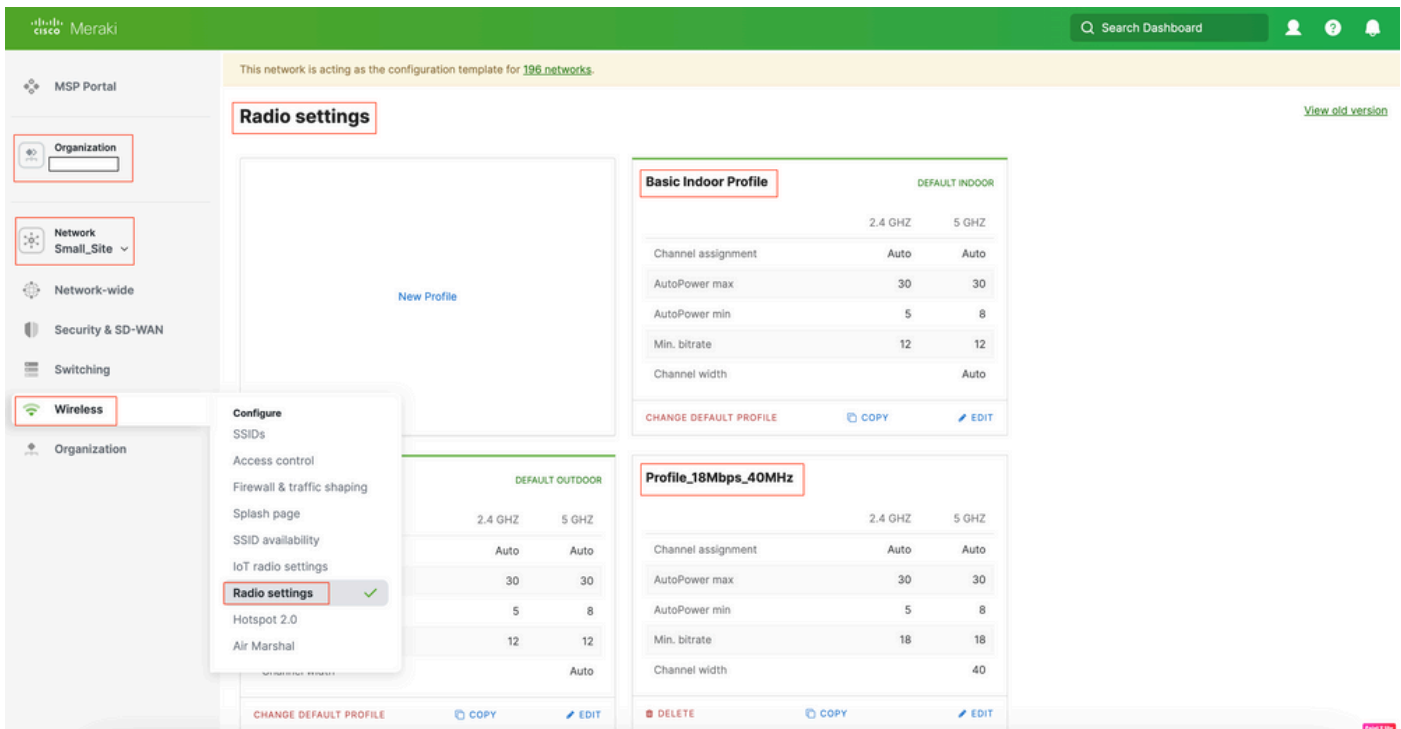 cisco Meraki
Search Dashboard
MSP Portal
Organization
Network
Small_Site
Network-wide
Security & SD-WAN
Switching
Wireless
Organization
Configure
SSIDs
Access control
Firewall & traffic shaping
Splash page
SSID availability
IoT radio settings
Radio settings
Hotspot 2.0
Air Marshal
This network is acting as the configuration template for 196 networks.
Radio settings
View old version
New Profile
Basic Indoor Profile DEFAULT INDOOR
2.4 GHZ 5 GHZ
Channel assignment Auto Auto
AutoPower max 30 30
AutoPower min 5 8
Min. bitrate 12 12
Channel width Auto
CHANGE DEFAULT PROFILE COPY EDIT
DEFAULT OUTDOOR
2.4 GHZ 5 GHZ
Auto Auto
30 30
5 8
12 12
Channel width Auto
CHANGE DEFAULT PROFILE COPY EDIT
Profile_18Mbps_40MHz
2.4 GHZ 5 GHZ
Channel assignment Auto Auto
AutoPower max 30 30
AutoPower min 5 8
Min. bitrate 18 18
Channel width 40
DELETE COPY EDIT